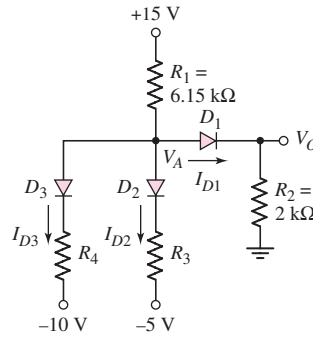 +15 V
R1 =
6.15 kΩ
D1
VA
VO
ID1
D3
D2
R2 =
2 kΩ
ID3
R4
ID2
R3
–10 V
–5 V